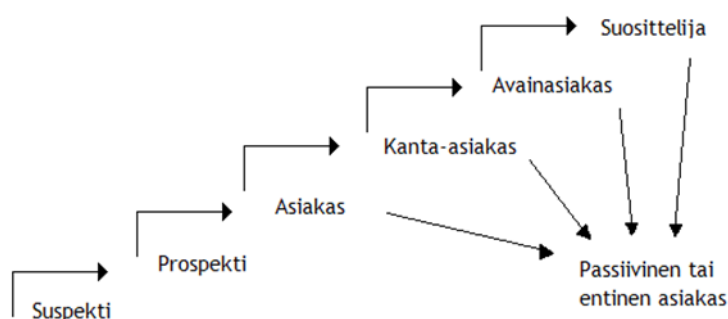 Suosittelija
Avainasiakas
Kanta-asiakas
Asiakas
Prospekti
Passiivinen tai
entinen asiakas
Suspekti